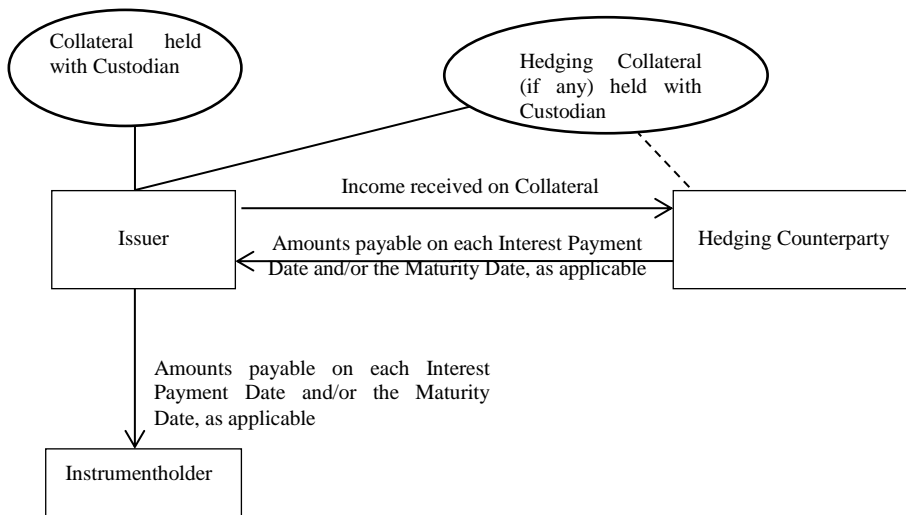 Collateral held
with Custodian
Hedging Collateral
(if any) held with
Custodian
Income received on Collateral
Issuer
Amounts payable on each Interest Payment
Date and/or the Maturity Date, as applicable
Hedging Counterparty
Amounts payable on each Interest
Payment Date and/or the Maturity
Date, as applicable
Instrumentholder